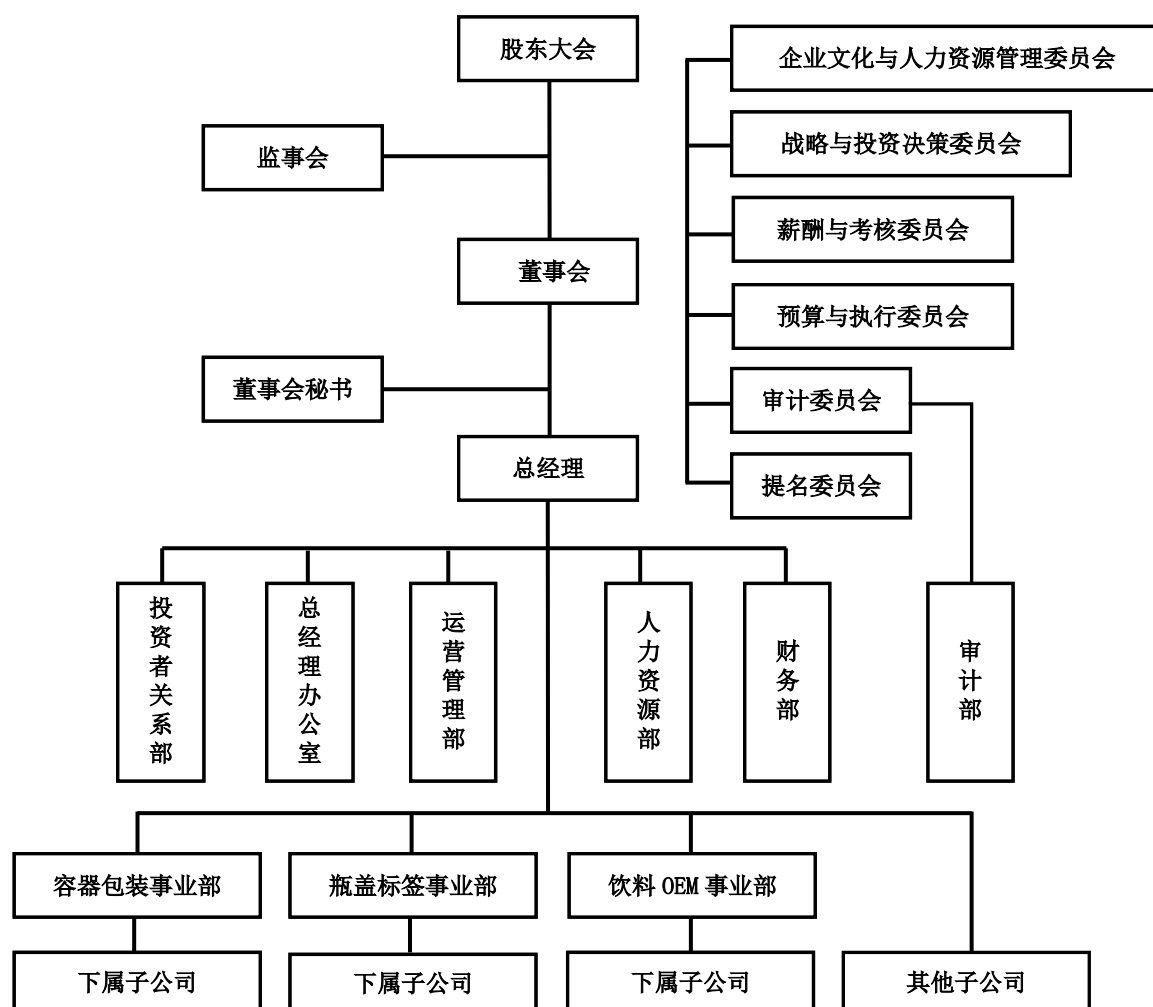 股东大会
企业文化与人力资源管理委员会
战略与投资决策委员会
监事会
薪酬与考核委员会
董事会
预算与执行委员会
董事会秘书
审计委员会
总经理
提名委员会
投资者关系部
总经理办公室
运营管理部
人力资源部
财务部
审计部
容器包装事业部
瓶盖标签事业部
饮料 OEM 事业部
下属子公司
下属子公司
下属子公司
其他子公司